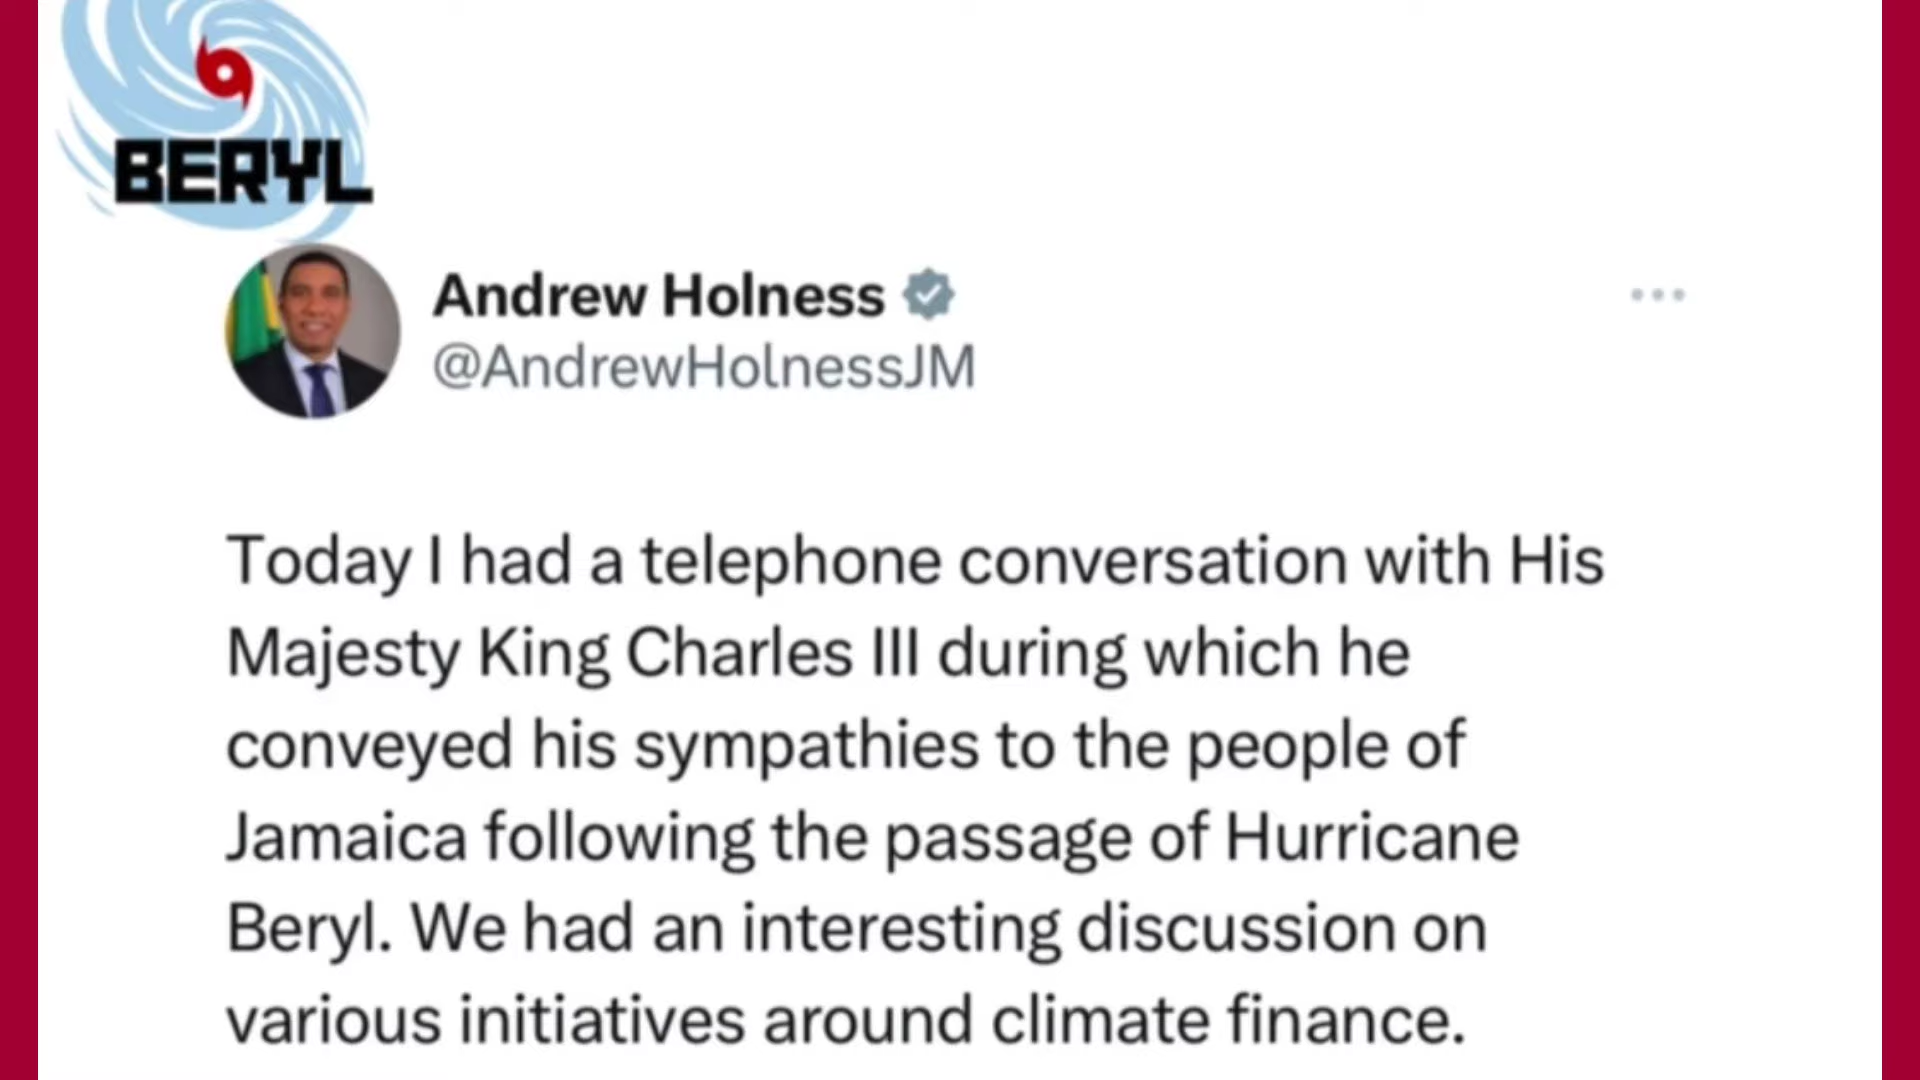 BERYL
Andrew Holness
@AndrewHolnessJM
Today I had a telephone conversation with His
Majesty King Charles III during which he
conveyed his sympathies to the people of
Jamaica following the passage of Hurricane
Beryl. We had an interesting discussion on
various initiatives around climate finance.